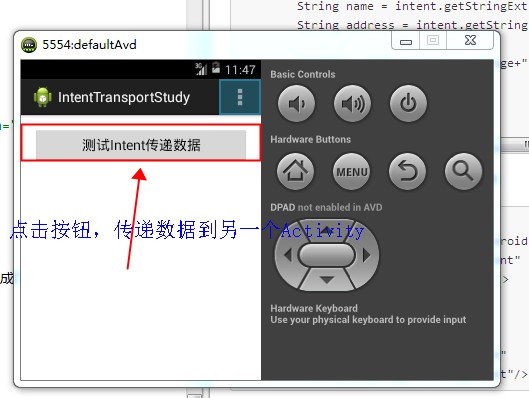 String name = intent.getStringExt
String address = intent.getString
5554:defaultAvd
3G 11:47
IntentTransportStudy
测试Intent传递数据
点击按钮，传递数据到另一个Activity
Basic Controls
Hardware Buttons
MENU
DPAD not enabled in AVD
Hardware Keyboard
Use your physical keyboard to provide input
age+"
="
成
roid
nt"
>
"
t"/>